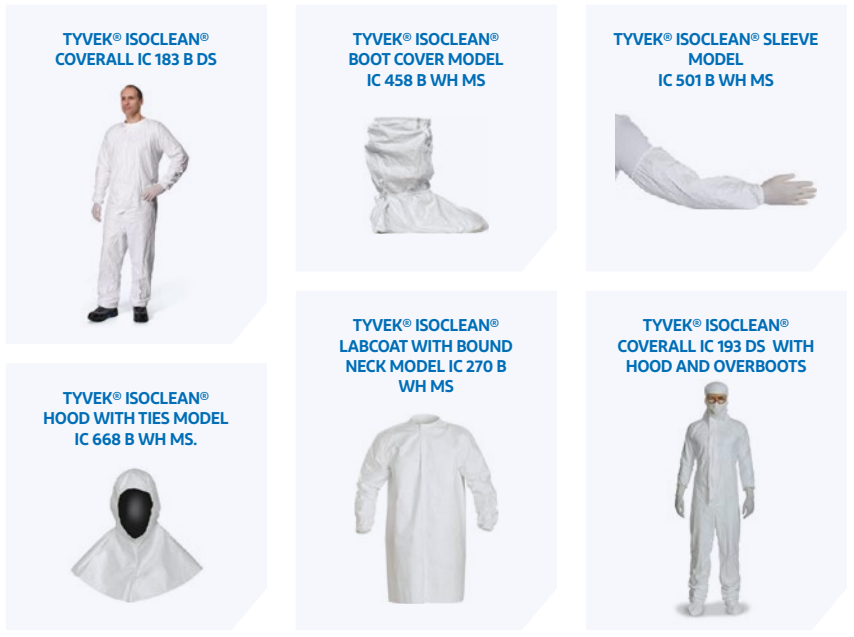 TYVEK® ISOCLEAN®
COVERALL IC 183 B DS
TYVEK® ISOCLEAN®
BOOT COVER MODEL
IC 458 B WH MS
TYVEK® ISOCLEAN® SLEEVE
MODEL
IC 501 B WH MS
TYVEK® ISOCLEAN®
HOOD WITH TIES MODEL
IC 668 B WH MS.
TYVEK® ISOCLEAN®
LABCOAT WITH BOUND
NECK MODEL IC 270 B
WH MS
TYVEK® ISOCLEAN®
COVERALL IC 193 DS WITH
HOOD AND OVERBOOTS